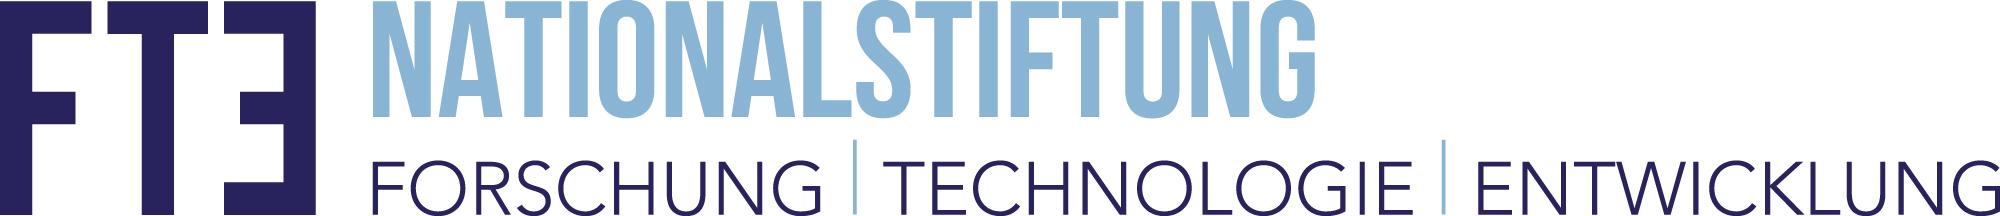 FTE
NATIONALSTIFTUNG
FORSCHUNG | TECHNOLOGIE | ENTWICKLUNG